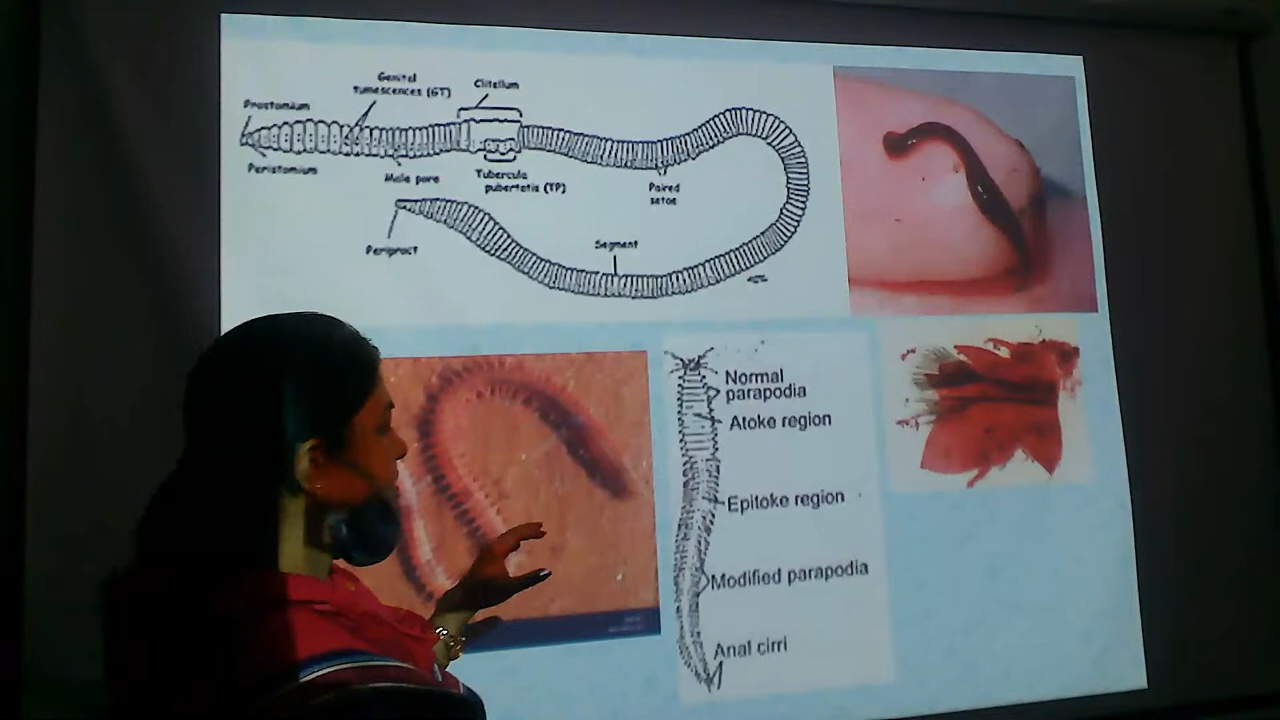 Genital
tumescences (GT)
Clitellum
Prostomium
Peristomium
Male pore
Tubercula
pubertatis (TP)
Paired
setae
Periproct
Segment
Normal
parapodia
Atoke region
Epitoke region
Modified parapodia
Anal cirri